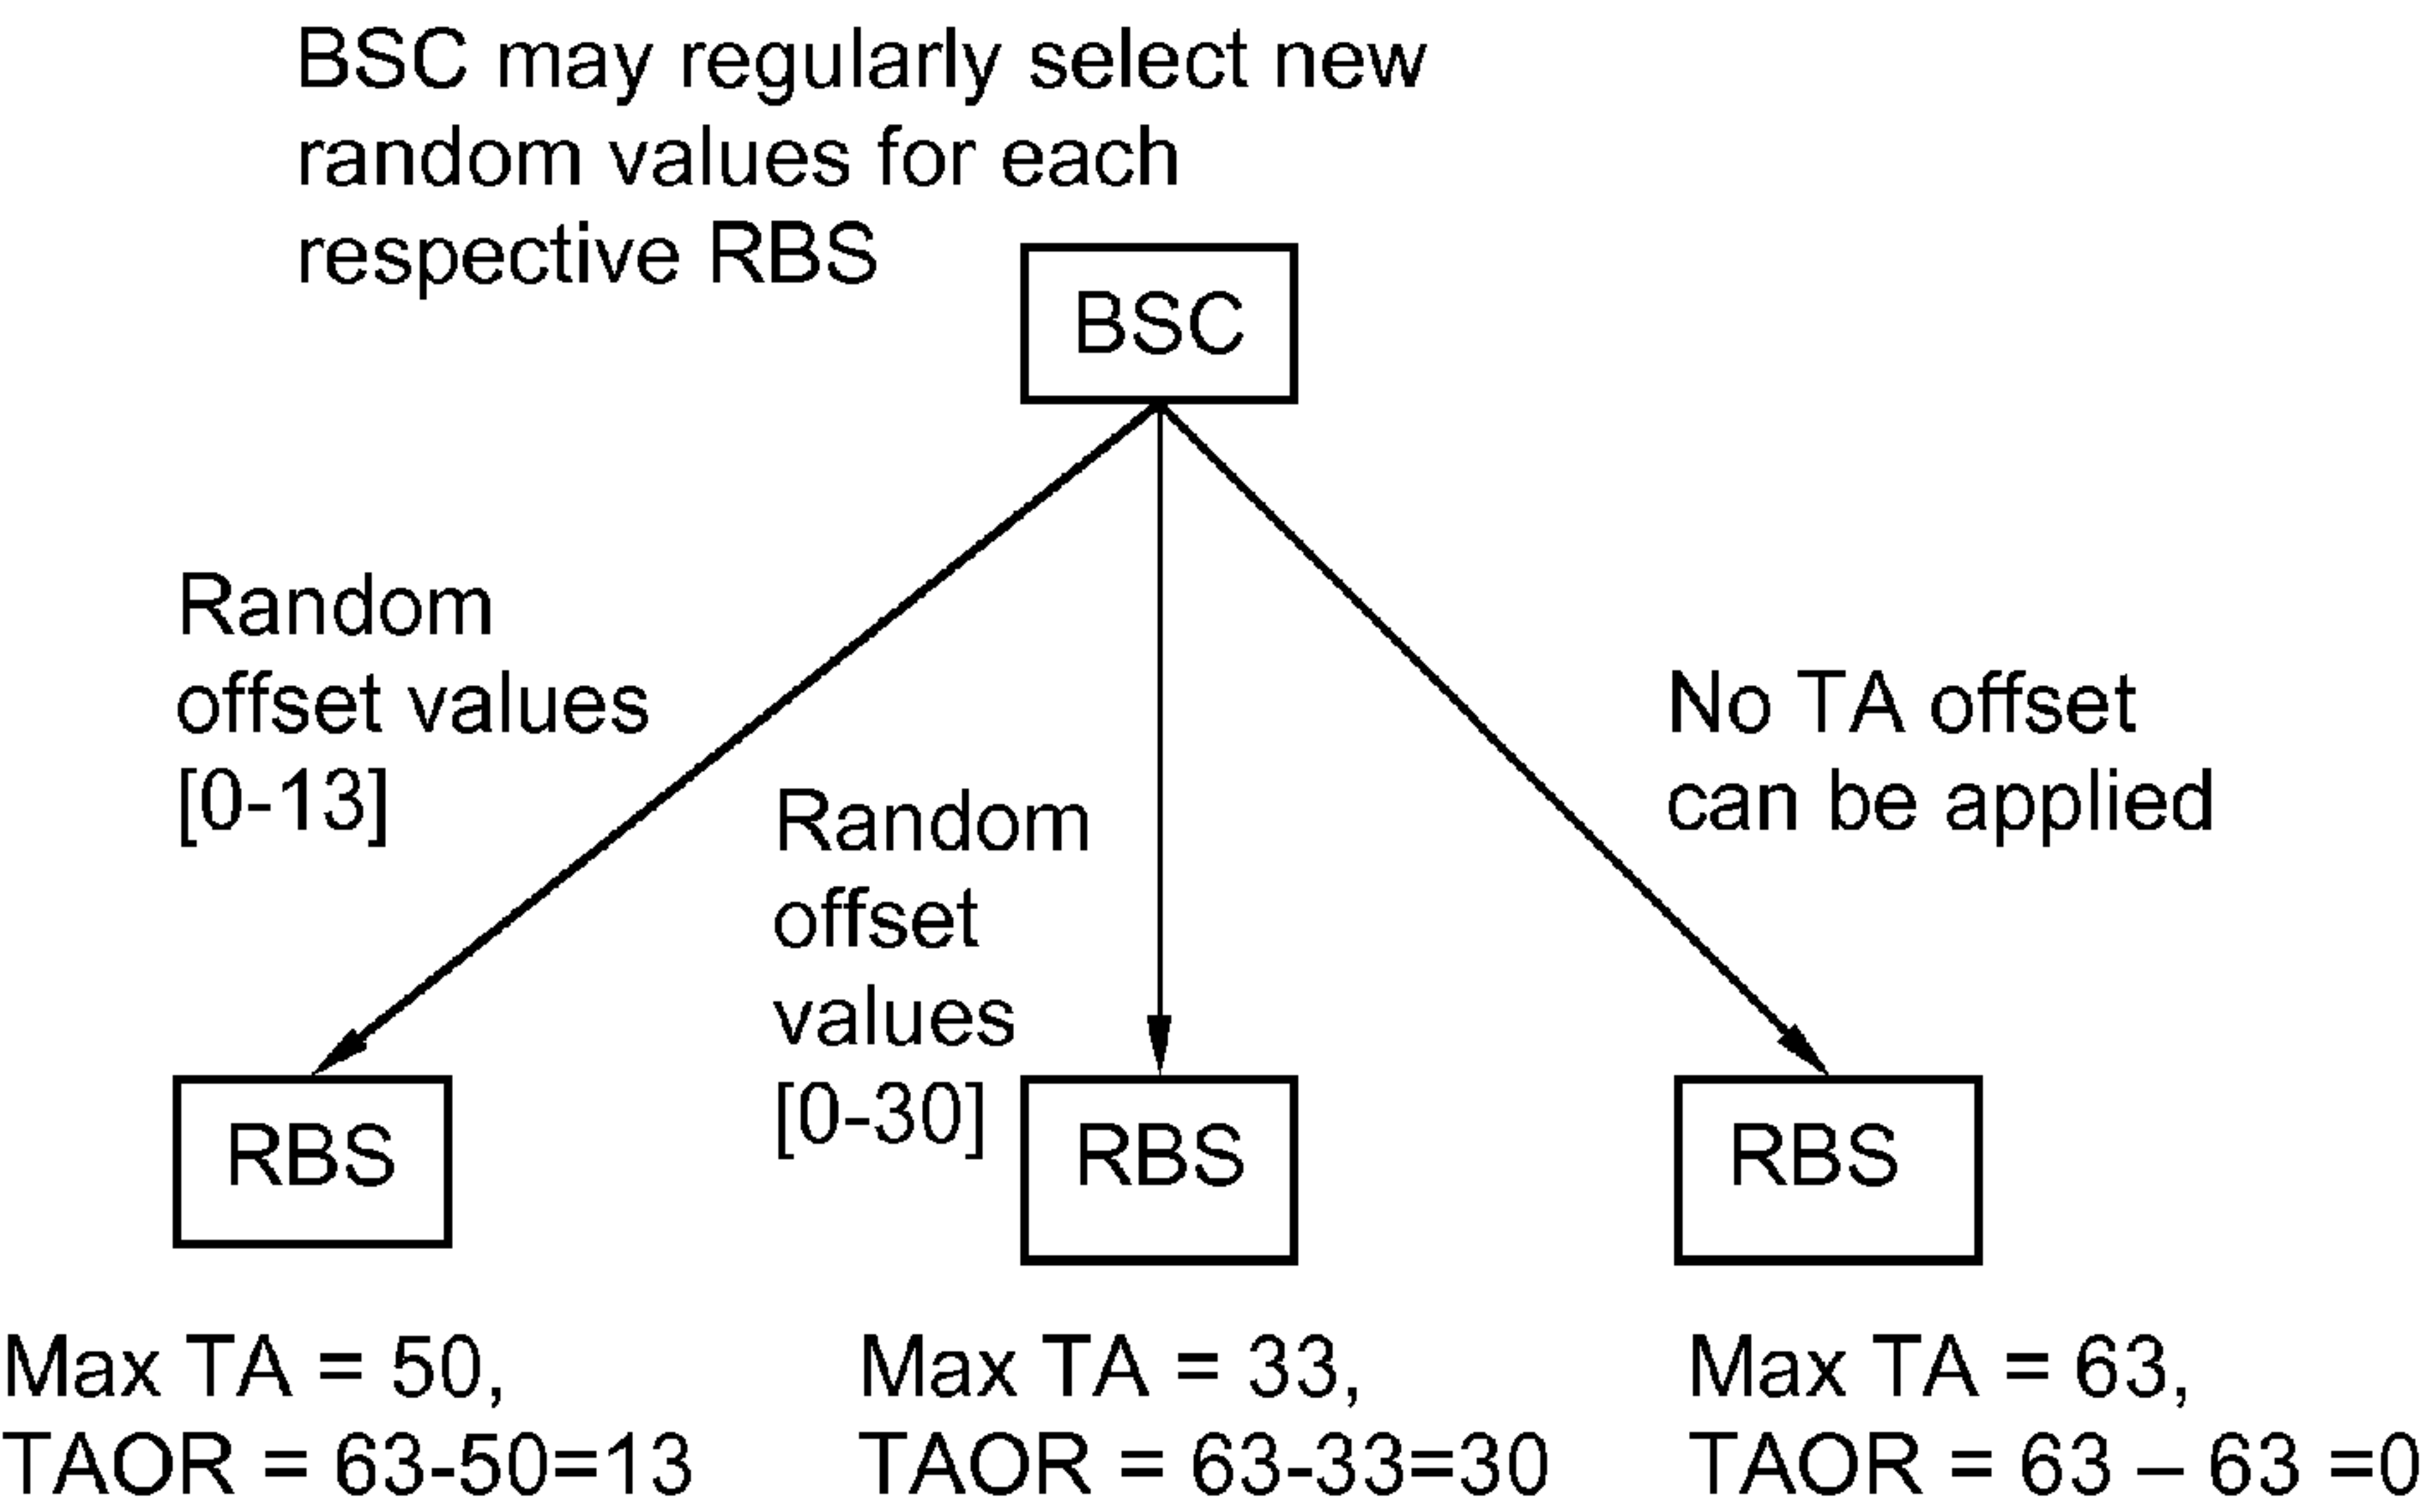 BSC may regularly select new
random values for each
respective RBS
BSC
Random
offset values
[0-13]
Random
offset
values
[0-30]
No TA offset
can be applied
RBS
RBS
RBS
Max TA = 50,
TAOR = 63-50=13
Max TA = 33,
TAOR = 63-33=30
Max TA = 63,
TAOR = 63 – 63 =0